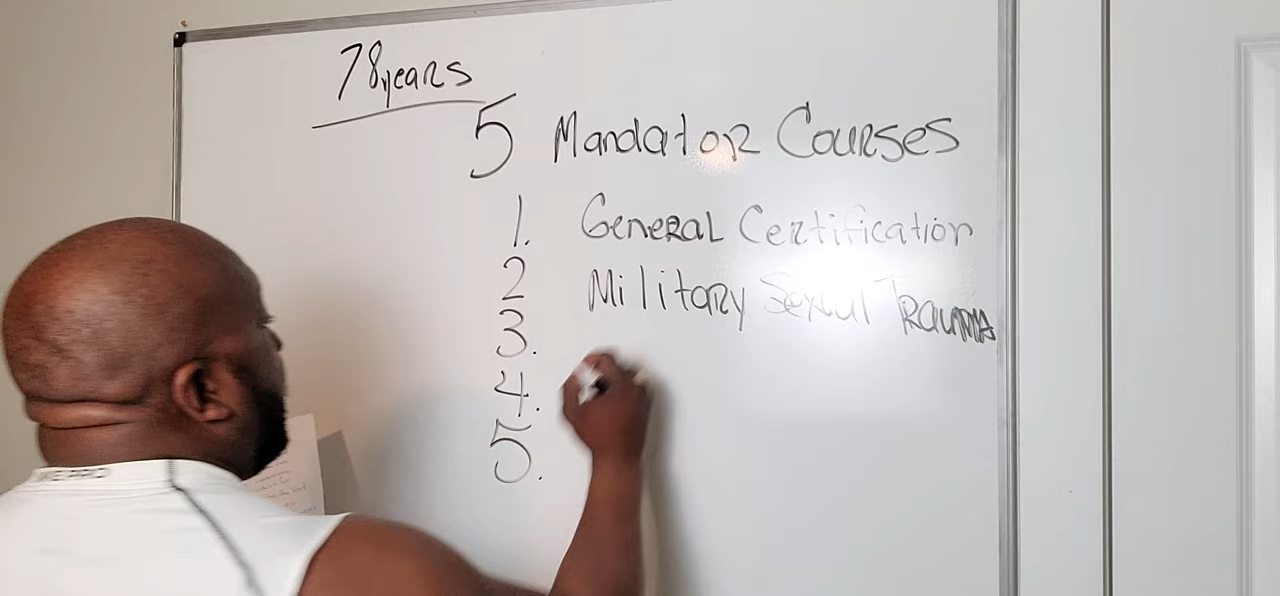 78years
5 Mandator Courses
1. General Certification
2 Military Sexual Trauma
3.
4.
5.